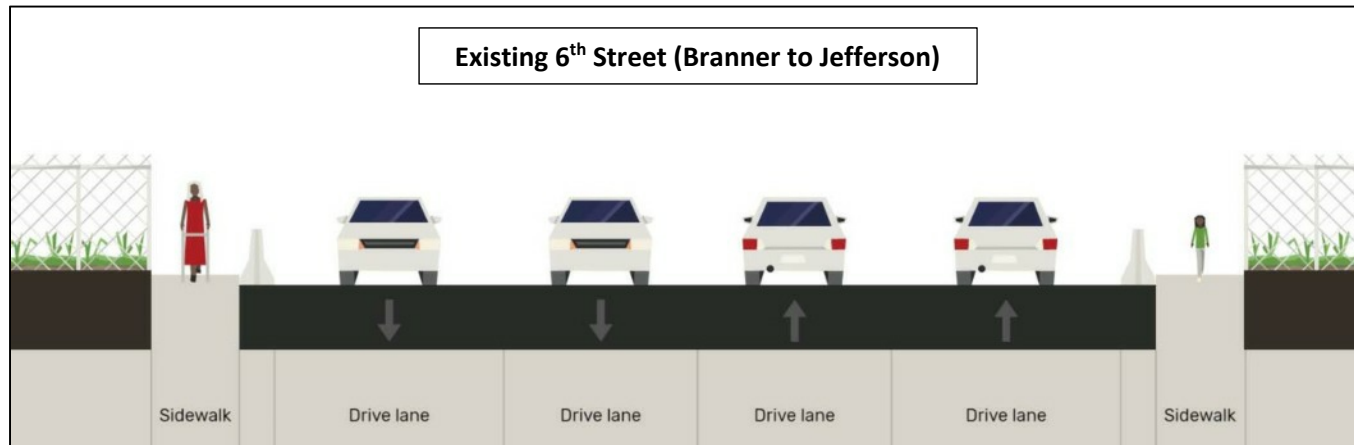 Existing 6th Street (Branner to Jefferson)
Sidewalk Drive lane Drive lane Drive lane Drive lane Sidewalk